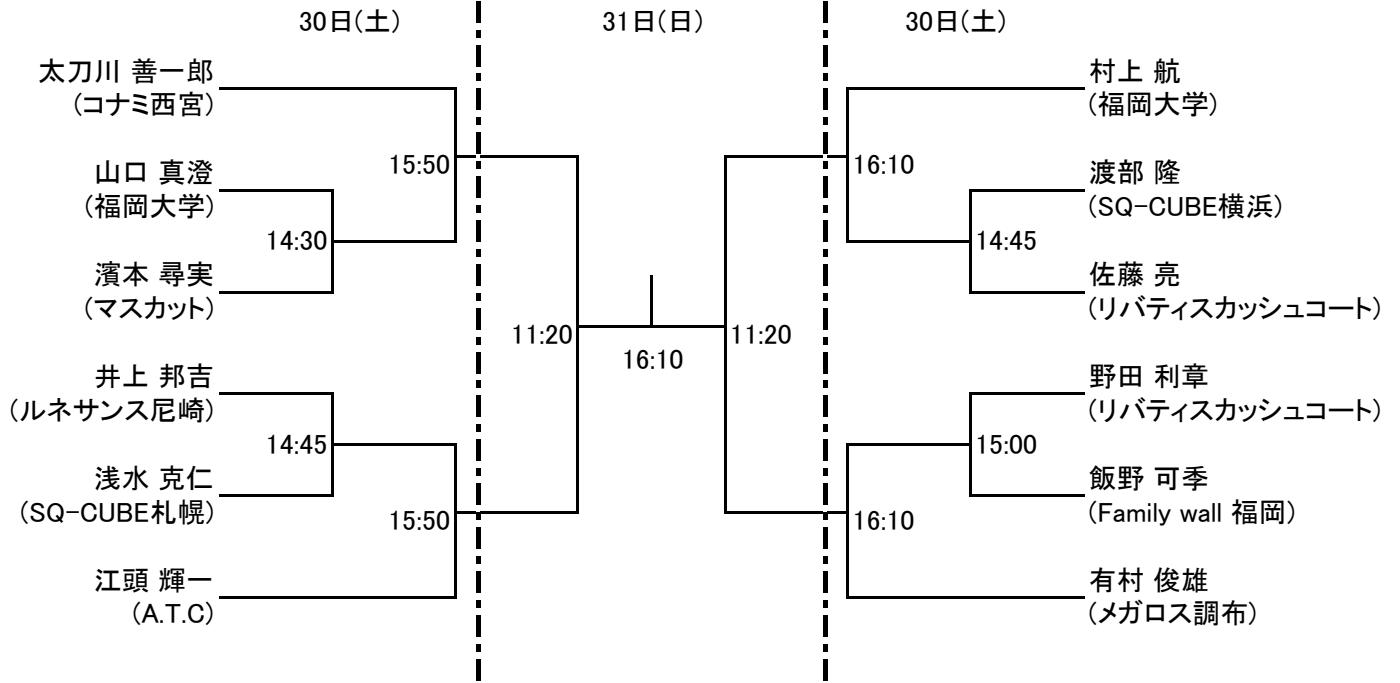 30日(土)
31日(日)
30日(土)
太刀川 善一郎
(コナミ西宮)
山口 真澄
(福岡大学)
濱本 尋実
(マスカット)
井上 邦吉
(ルネサンス尼崎)
浅水 克仁
(SQ-CUBE札幌)
江頭 輝一
(A.T.C)
15:50
14:30
14:45
15:50
11:20
16:10
11:20
16:10
14:45
15:00
16:10
村上 航
(福岡大学)
渡部 隆
(SQ-CUBE横浜)
佐藤 亮
(リバティスカッシュコート)
野田 利章
(リバティスカッシュコート)
飯野 可季
(Family wall 福岡)
有村 俊雄
(メガロス調布)